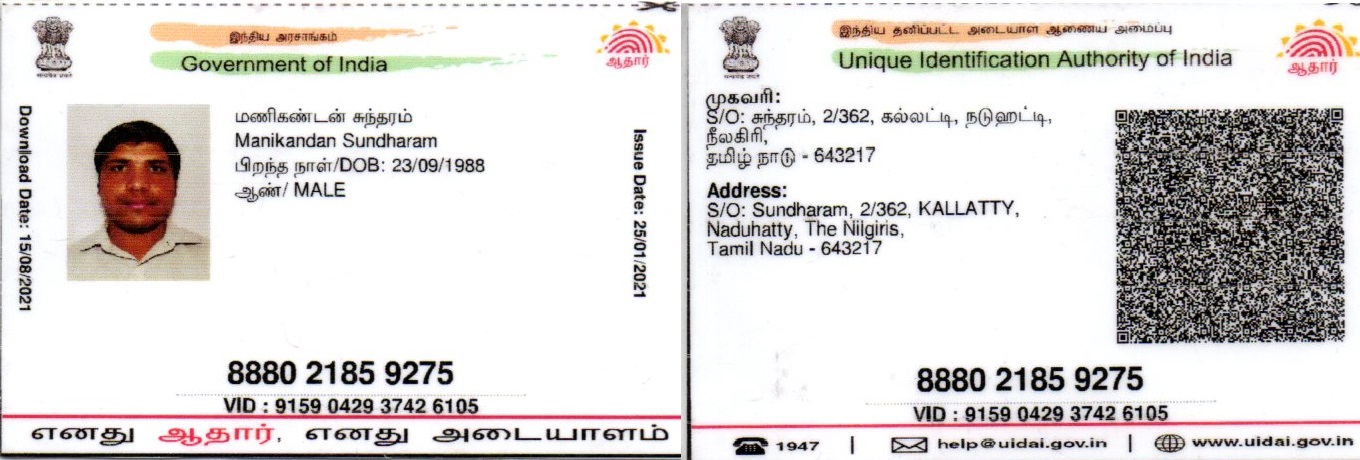 இந்திய அரசாங்கம்
Government of India
ஆதார்
Download Date: 15/08/2021
மணிகண்டன் சுந்தரம்
Manikandan Sundharam
பிறந்த நாள்/DOB: 23/09/1988
ஆண்/ MALE
Issue Date: 25/01/2021
8880 2185 9275
VID : 9159 0429 3742 6105
எனது ஆதார், எனது அடையாளம்
இந்திய தனிப்பட்ட அடையாள ஆணைய அமைப்பு
Unique Identification Authority of India
ஆதார்
முகவரி:
S/O: சுந்தரம், 2/362, கல்லட்டி, நடுஹட்டி,
நீலகிரி,
தமிழ் நாடு - 643217
Address:
S/O: Sundharam, 2/362, KALLATTY,
Naduhatty, The Nilgiris,
Tamil Nadu - 643217
8880 2185 9275
VID : 9159 0429 3742 6105
1947 | help@uidai.gov.in | www.uidai.gov.in